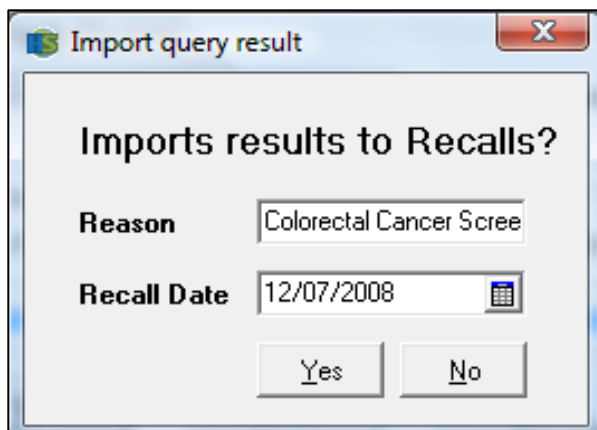 Import query result
Imports results to Recalls?
Reason Colorectal Cancer Scree
Recall Date 12/07/2008
Yes No